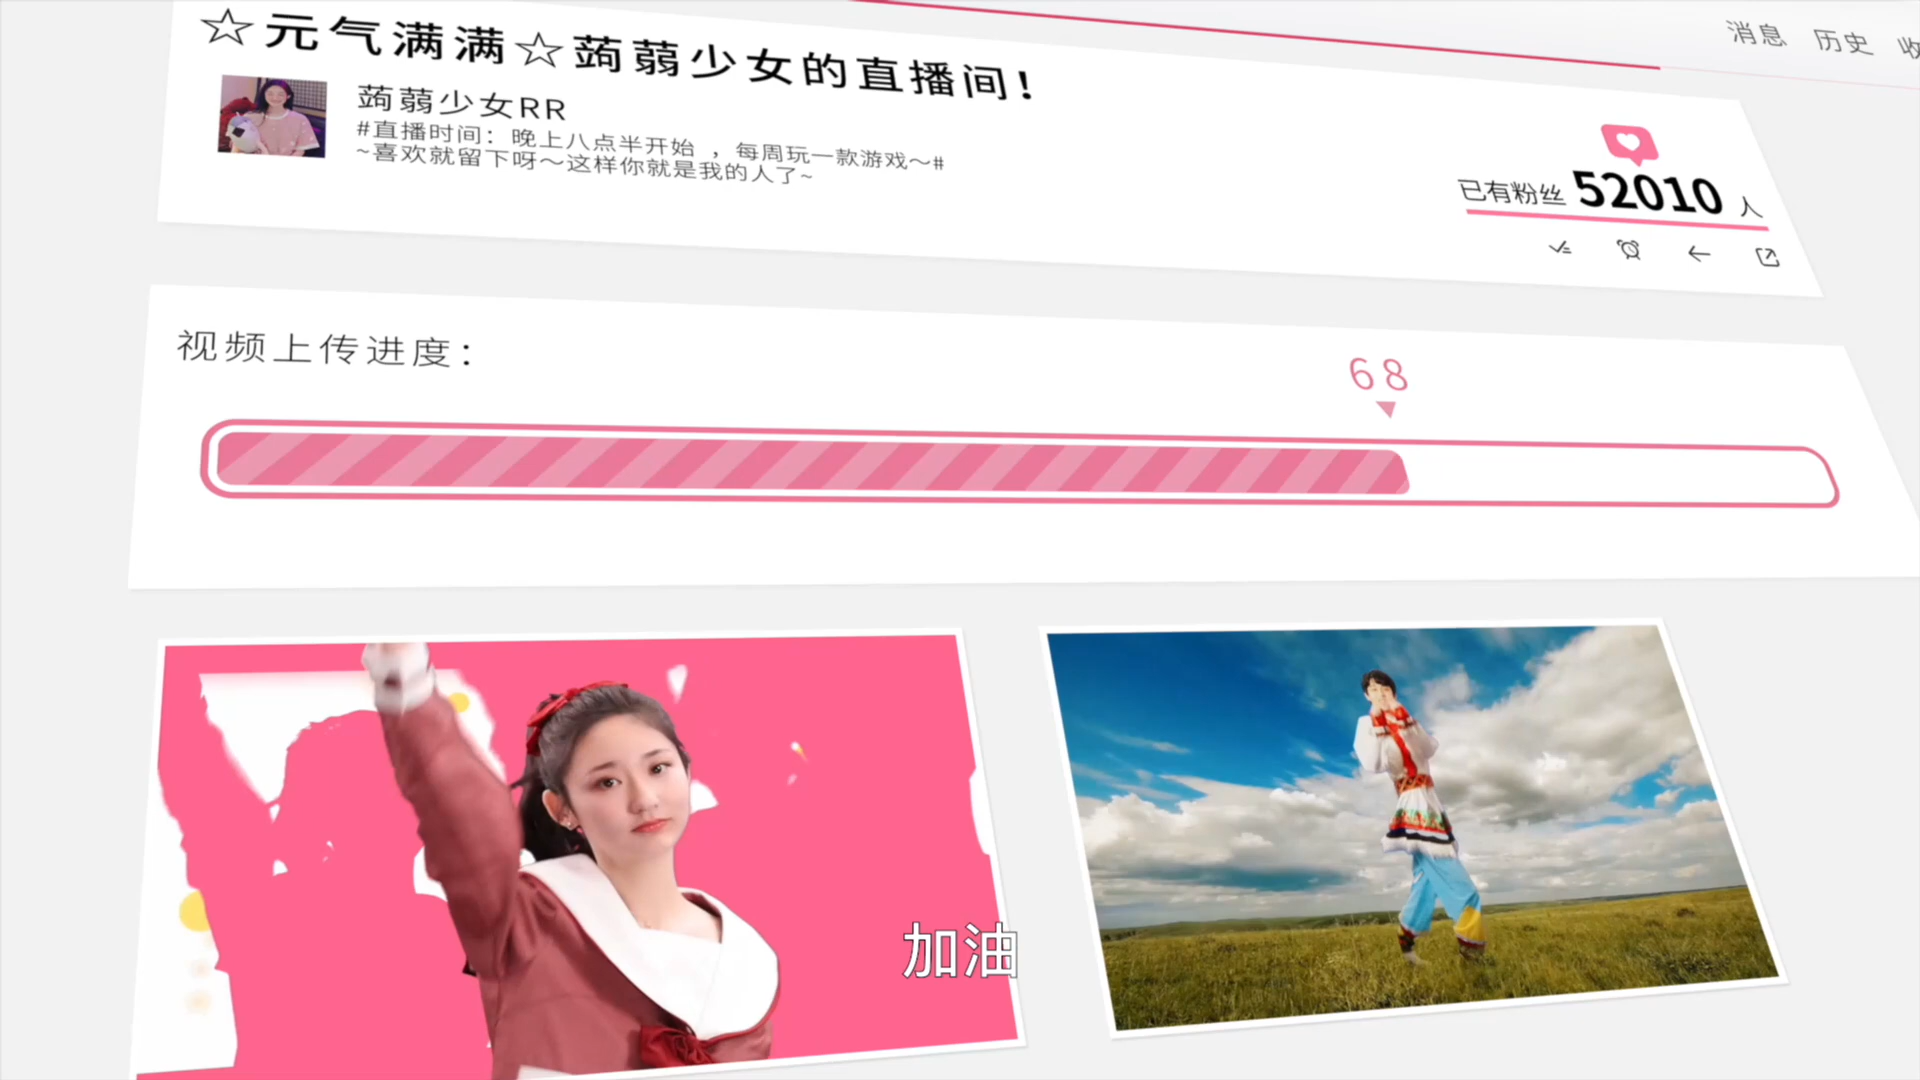 消息 历史 收
☆元气满满☆蒟蒻少女的直播间！
蒟蒻少女RR
#直播时间：晚上八点半开始 ，每周玩一款游戏～#
~喜欢就留下呀～这样你就是我的人了~
已有粉丝 52010 人
视频上传进度：
68
加油